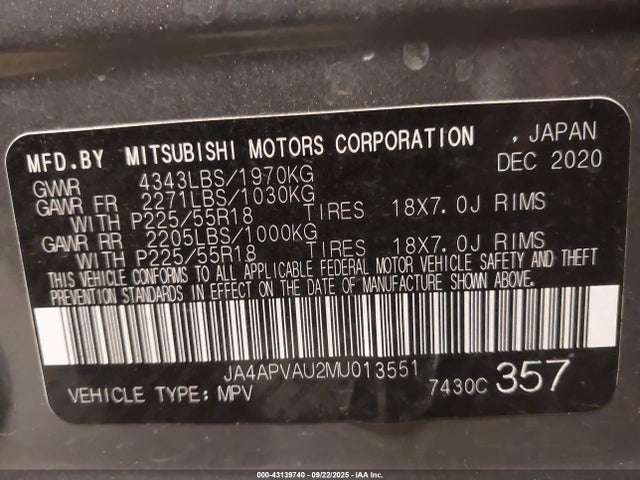 MFD.BY MITSUBISHI MOTORS CORPORATION , JAPAN
GVWR 4343LBS/1970KG DEC 2020
GAWR FR 2271LBS/1030KG
WITH P225/55R18 TIRES 18X7.0J RIMS
GAWR RR 2205LBS/1000KG
WITH P225/55R18 TIRES 18X7.0J RIMS
THIS VEHICLE CONFORMS TO ALL APPLICABLE FEDERAL MOTOR VEHICLE SAFETY AND THEFT
PREVENTION STANDARDS IN EFFECT ON THE DATE OF MANUFACTURE SHOWN ABOVE.
JA4APVAU2MU013551
VEHICLE TYPE: MPV 7430C 357
000-43139740 - 09/22/2025 - IAA Inc.